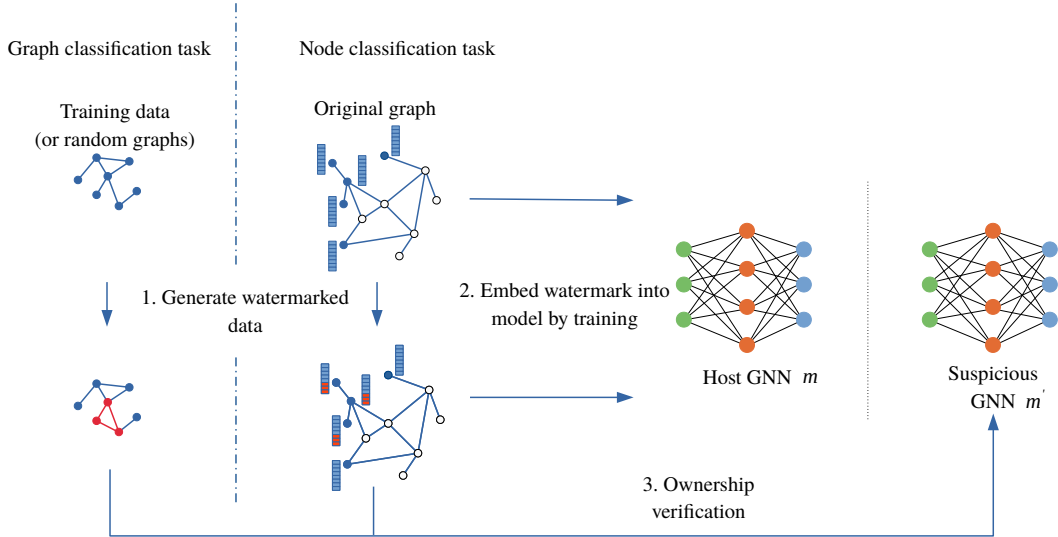 Graph classification task
Node classification task
Training data
(or random graphs)
Original graph
1. Generate watermarked
data
2. Embed watermark into
model by training
Host GNN m
Suspicious
GNN m'
3. Ownership
verification